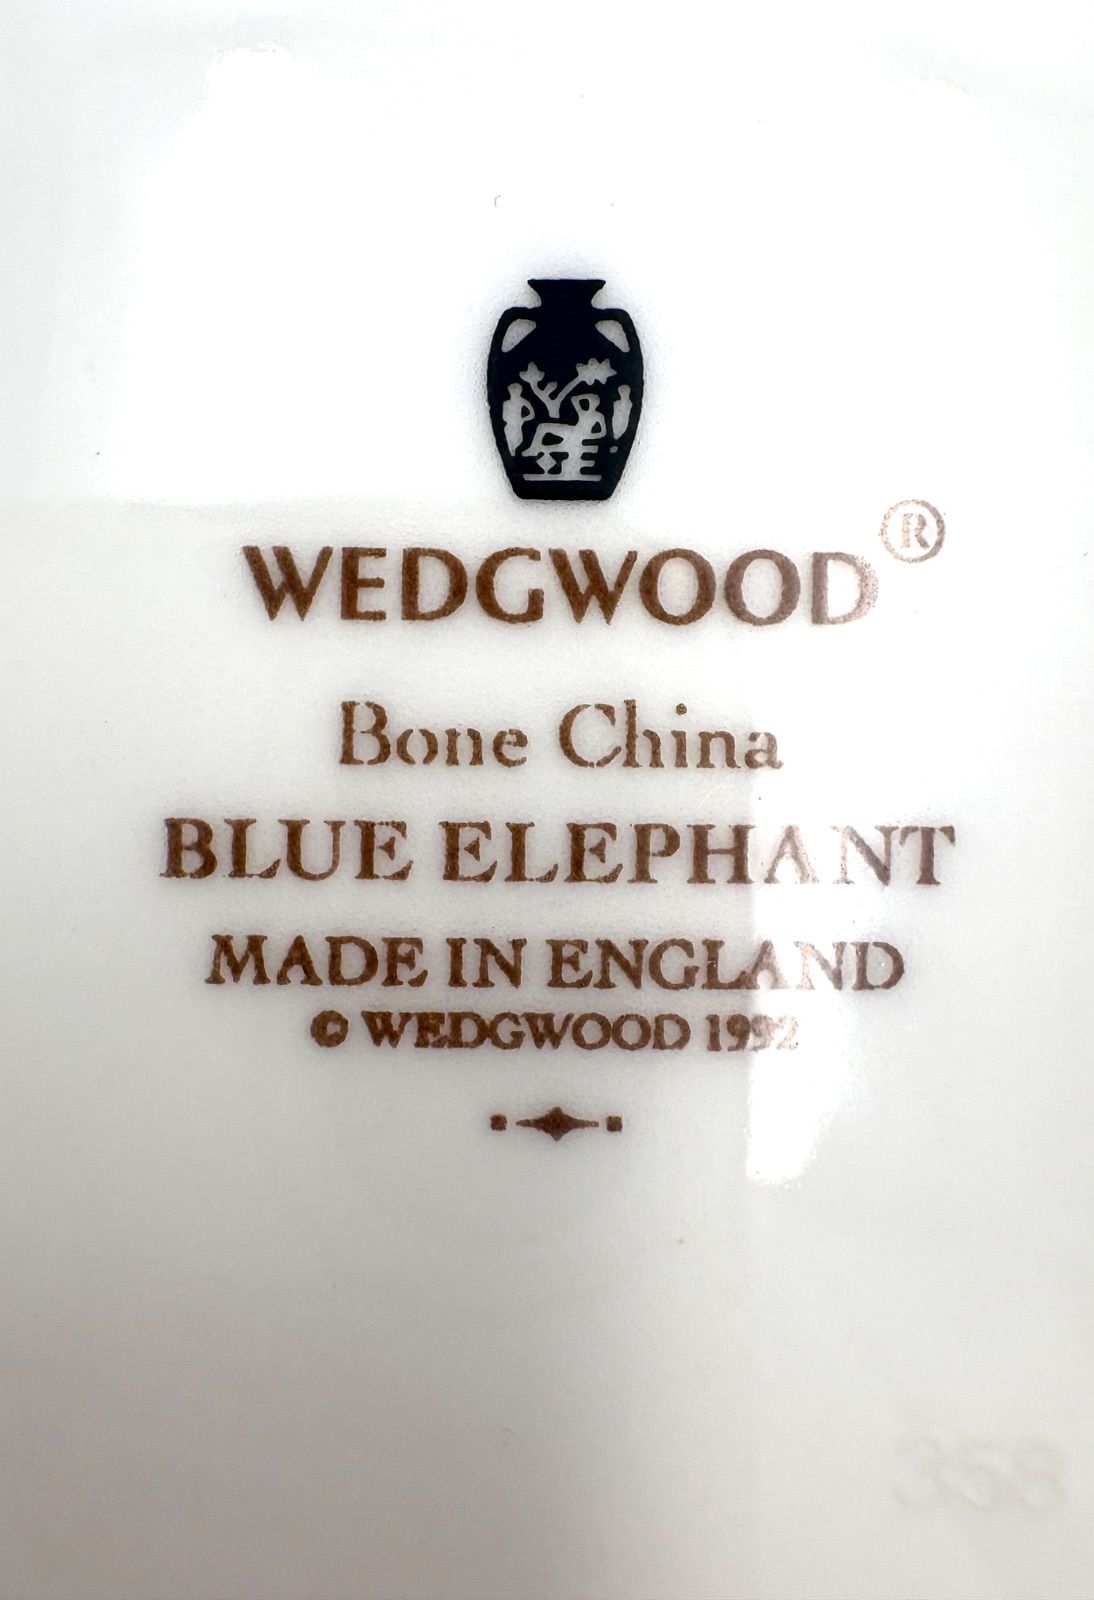 WEDGWOOD®
Bone China
BLUE ELEPHANT
MADE IN ENGLAND
© WEDGWOOD 1992